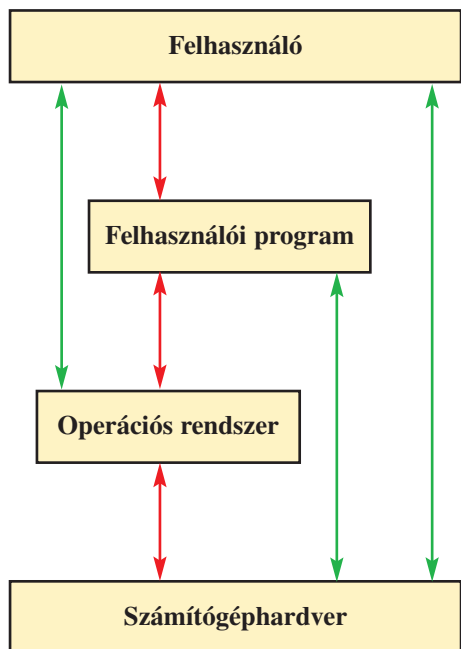 Felhasználó
Felhasználói program
Operációs rendszer
Számítógéphardver